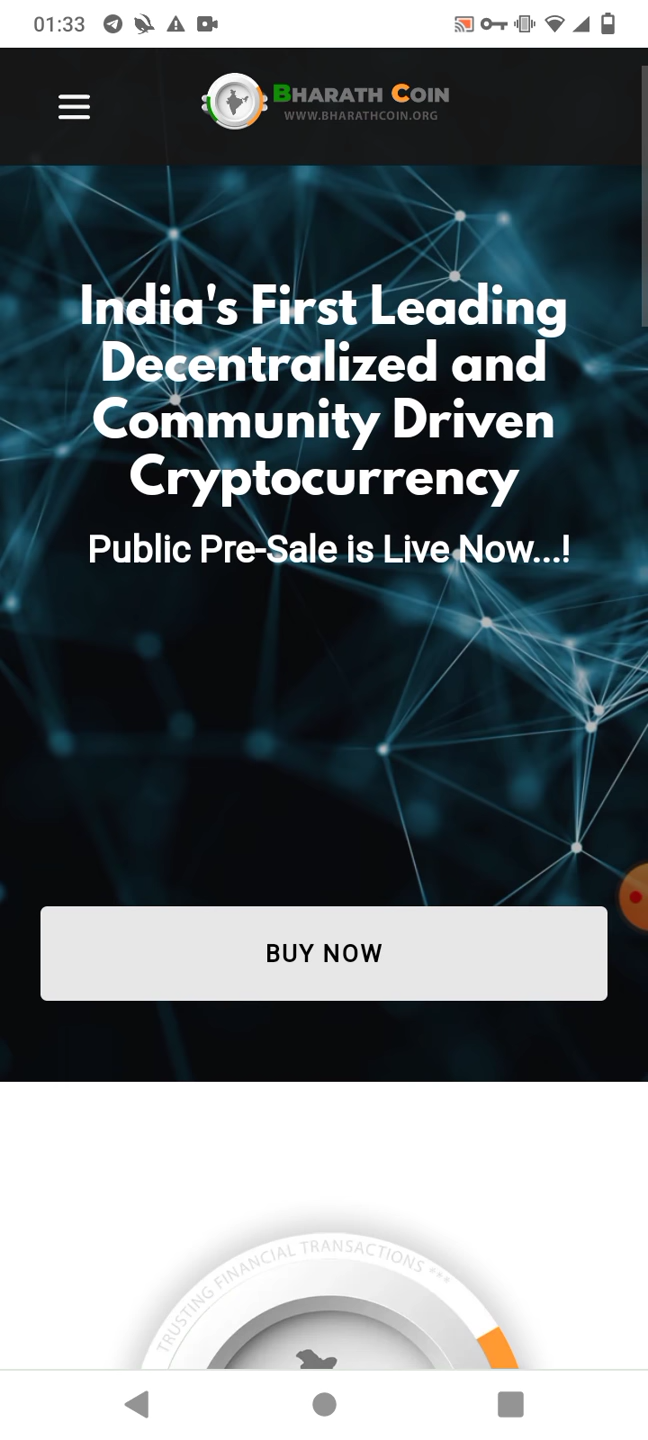 01:33
BHARATH COIN
WWW.BHARATHCOIN.ORG
India's First Leading
Decentralized and
Community Driven
Cryptocurrency
Public Pre-Sale is Live Now...!
BUY NOW
TRUSTING FINANCIAL TRANSACTIONS ***